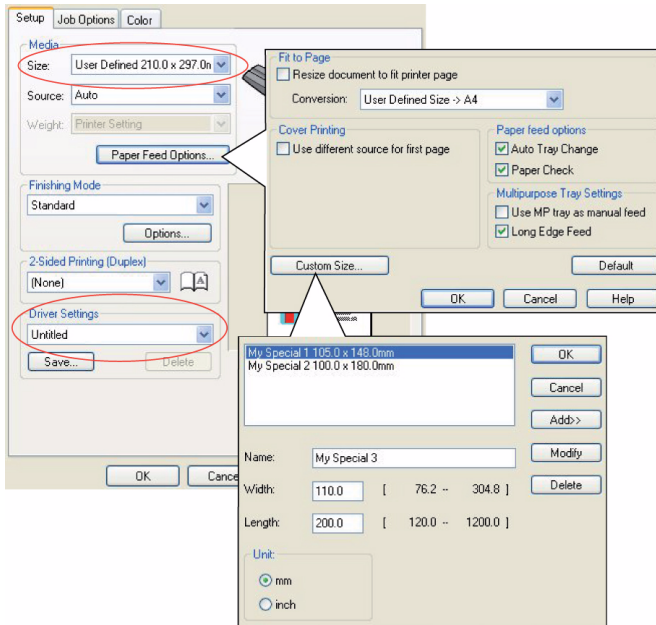 Setup Job Options Color
Media
Size: User Defined 210.0 x 297.0n
Source: Auto
Weight: Printer Setting
Paper Feed Options...
Finishing Mode
Standard
Options...
2-Sided Printing (Duplex)
(None)
A
Driver Settings
Untitled
Save... Delete
OK Cance
Fit to Page
Resize document to fit printer page
Conversion: User Defined Size -> A4
Cover Printing
Use different source for first page
Paper feed options
Auto Tray Change
Paper Check
Multipurpose Tray Settings
Use MP tray as manual feed
Long Edge Feed
Custom Size... Default
OK Cancel Help
My Special 1 105.0 x 148.0mm
My Special 2 100.0 x 180.0mm
OK
Cancel
Add>>
Modify
Delete
Name: My Special 3
Width: 110.0 [ 76.2 -- 304.8 ]
Length: 200.0 [ 120.0 -- 1200.0 ]
Unit:
mm
inch